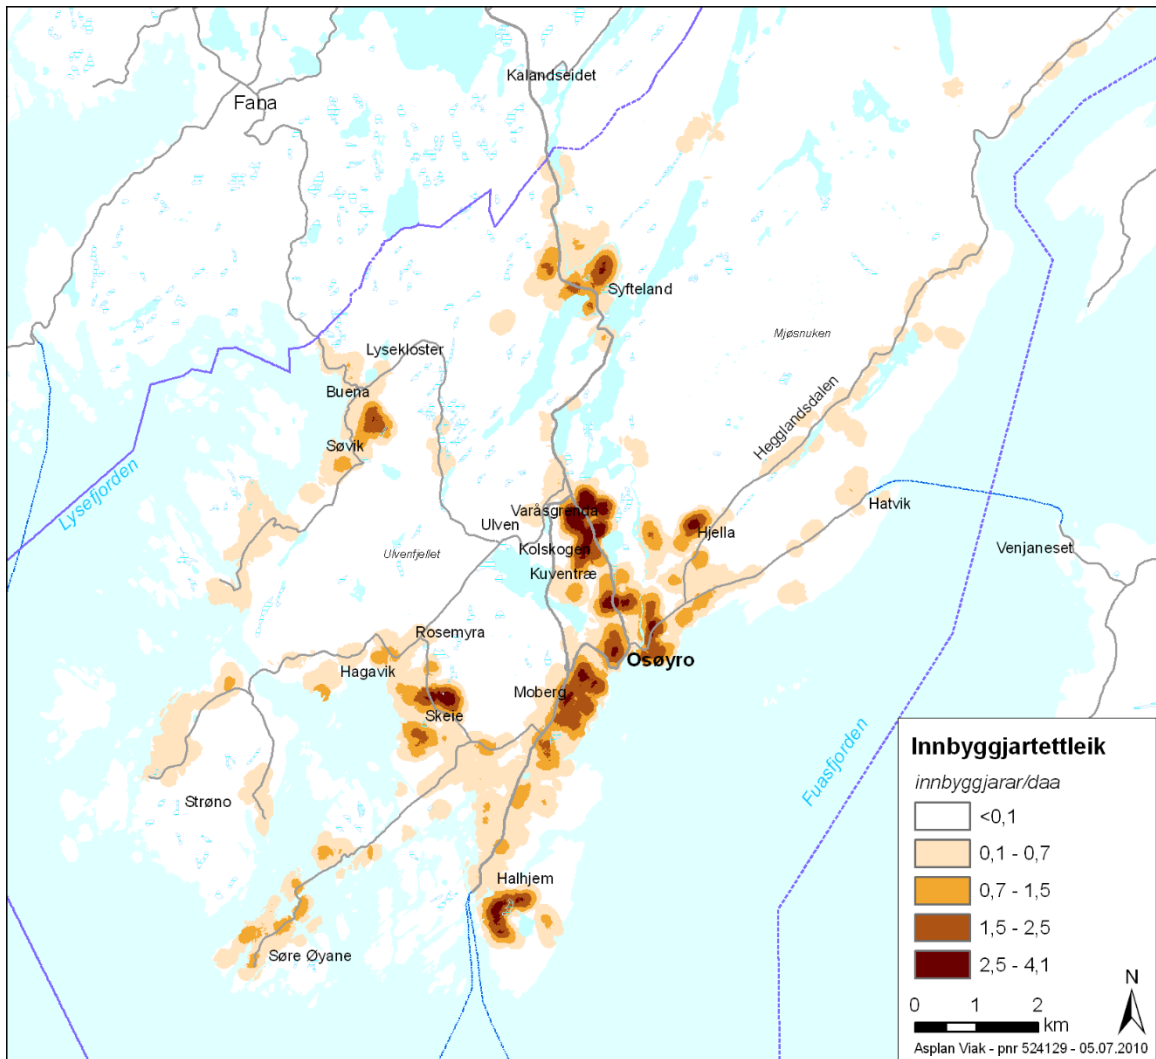 Kalandseidet
Fana
Syfteland
Mjøsnuken
Lysekloster
Buena
Hegglandsdalen
Søvik
Lysefjorden
Varåsgrenda
Hatvik
Ulven
Hjella
Kolskogen
Venjaneset
Ulvenfjellet
Kuventræ
Rosemyra
Osøyro
Hagavik
Moberg
Skeie
Fuasfjorden
Strøno
Halhjem
Søre Øyane
Innbyggjartettleik
innbyggjarar/daa
<0,1
0,1 - 0,7
0,7 - 1,5
1,5 - 2,5
2,5 - 4,1
N
0 1 2
km
Asplan Viak - pnr 524129 - 05.07.2010